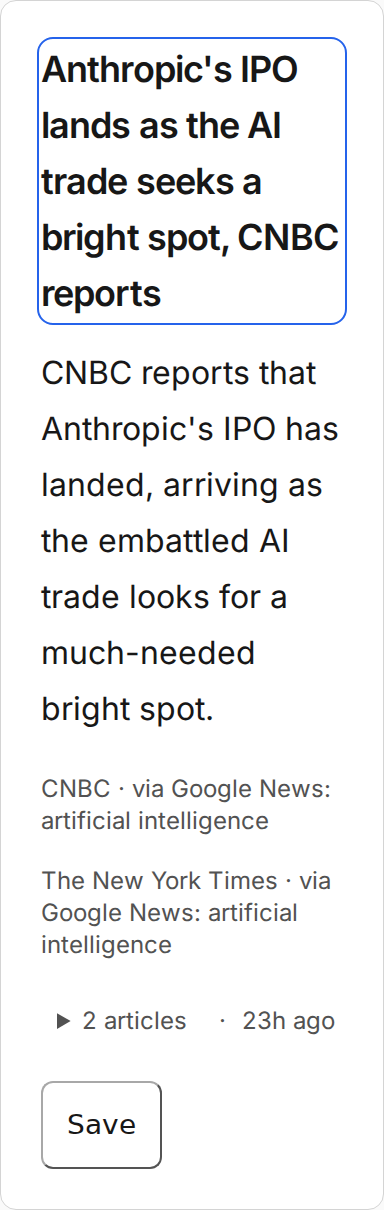 Anthropic's IPO
lands as the AI
trade seeks a
bright spot, CNBC
reports
CNBC reports that
Anthropic's IPO has
landed, arriving as
the embattled AI
trade looks for a
much-needed
bright spot.
CNBC · via Google News:
artificial intelligence
The New York Times · via
Google News: artificial
intelligence
▶ 2 articles · 23h ago
Save